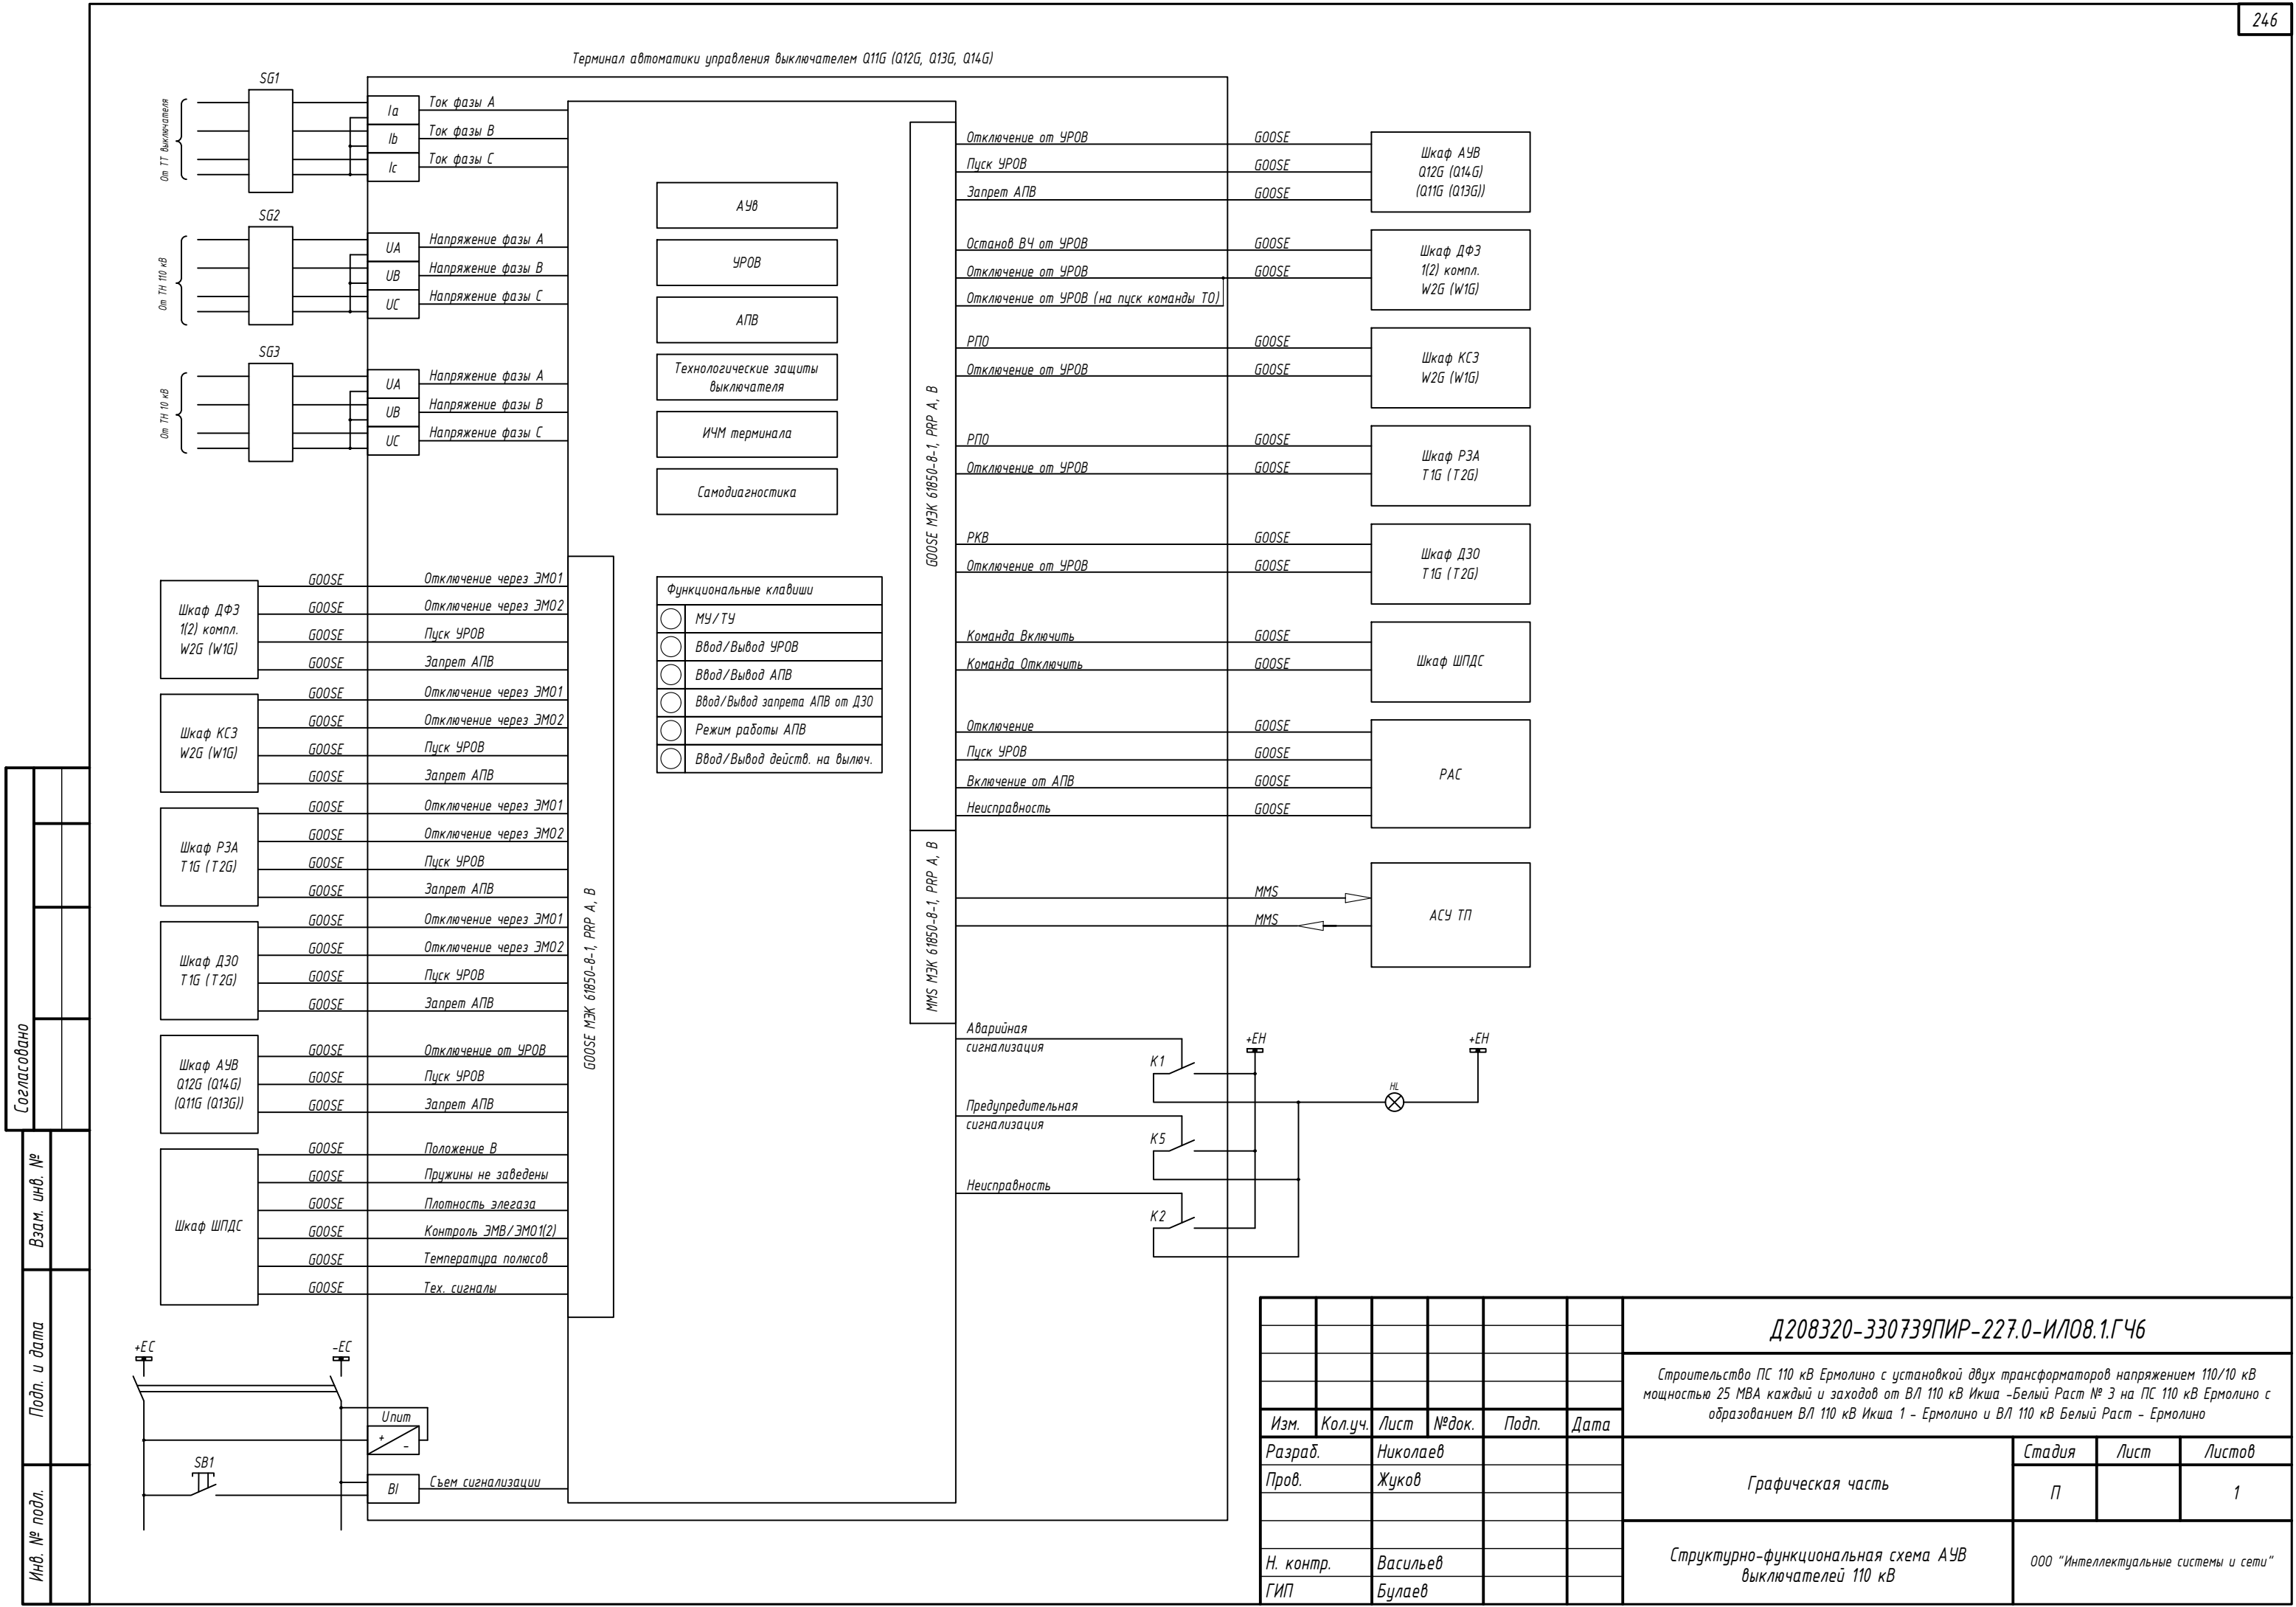 246
Терминал автоматики управления выключателем Q11G (Q12G, Q13G, Q14G)
SG1
От ТТ выключателя
Ia
Ib
Ic
Ток фазы А
Ток фазы В
Ток фазы С
SG2
От ТН 110 кВ
UA
UB
UC
Напряжение фазы А
Напряжение фазы В
Напряжение фазы С
SG3
От ТН 10 кВ
UA
UB
UC
Напряжение фазы А
Напряжение фазы В
Напряжение фазы С
АУв
УРОВ
АПВ
Технологические защиты
выключателя
ИЧМ терминала
Самодиагностика
Функциональные клавиши
МУ/ТУ
Ввод/Вывод УРОВ
Ввод/Вывод АПВ
Ввод/Вывод запрета АПВ от ДЗО
Режим работы АПВ
Ввод/Вывод действ. на вылюч.
Шкаф ДФЗ
1(2) компл.
W2G (W1G)
GOOSE Отключение через ЭМО1
GOOSE Отключение через ЭМО2
GOOSE Пуск УРОВ
GOOSE Запрет АПВ
Шкаф КСЗ
W2G (W1G)
GOOSE Отключение через ЭМО1
GOOSE Отключение через ЭМО2
GOOSE Пуск УРОВ
GOOSE Запрет АПВ
Шкаф РЗА
T1G (T2G)
GOOSE Отключение через ЭМО1
GOOSE Отключение через ЭМО2
GOOSE Пуск УРОВ
GOOSE Запрет АПВ
Шкаф ДЗО
T1G (T2G)
GOOSE Отключение через ЭМО1
GOOSE Отключение через ЭМО2
GOOSE Пуск УРОВ
GOOSE Запрет АПВ
Шкаф АУВ
Q12G (Q14G)
(Q11G (Q13G))
GOOSE Отключение от УРОВ
GOOSE Пуск УРОВ
GOOSE Запрет АПВ
Шкаф ШПДС
GOOSE Положение В
GOOSE Пружины не заведены
GOOSE Плотность элегаза
GOOSE Контроль ЭМВ/ЭМО1(2)
GOOSE Температура полюсов
GOOSE Тех. сигналы
GOOSE МЭК 61850-8-1, PRP A, B
+EC
-EC
Uпит
+
-
SB1
BI
Съем сигнализации
GOOSE МЭК 61850-8-1, PRP A, B
MMS МЭК 61850-8-1, PRP A, B
Отключение от УРОВ GOOSE
Пуск УРОВ GOOSE
Запрет АПВ GOOSE
Шкаф АУВ
Q12G (Q14G)
(Q11G (Q13G))
Останов ВЧ от УРОВ GOOSE
Отключение от УРОВ GOOSE
Отключение от УРОВ (на пуск команды ТО)
Шкаф ДФЗ
1(2) компл.
W2G (W1G)
РПО GOOSE
Отключение от УРОВ GOOSE
Шкаф КСЗ
W2G (W1G)
РПО GOOSE
Отключение от УРОВ GOOSE
Шкаф РЗА
T1G (T2G)
РКВ GOOSE
Отключение от УРОВ GOOSE
Шкаф ДЗО
T1G (T2G)
Команда Включить GOOSE
Команда Отключить GOOSE
Шкаф ШПДС
Отключение GOOSE
Пуск УРОВ GOOSE
Включение от АПВ GOOSE
Неисправность GOOSE
РАС
MMS
MMS
АСУ ТП
Аварийная
сигнализация
K1
+EH
+EH
HL
Предупредительная
сигнализация
K5
Неисправность
K2
Согласовано
Взам. инв. №
Подп. и дата
Инв. № подл.
Д208320-330739ПИР-227.0-ИЛО8.1.ГЧ6
Строительство ПС 110 кВ Ермолино с установкой двух трансформаторов напряжением 110/10 кВ
мощностью 25 МВА каждый и заходов от ВЛ 110 кВ Икша -Белый Раст № 3 на ПС 110 кВ Ермолино с
образованием ВЛ 110 кВ Икша 1 - Ермолино и ВЛ 110 кВ Белый Раст - Ермолино
Изм. Кол.уч. Лист №док. Подп. Дата
Разраб. Николаев
Пров. Жуков
Н. контр. Васильев
ГИП Булаев
Графическая часть
Стадия Лист Листов
П 1
Структурно-функциональная схема АУВ
выключателей 110 кВ
ООО "Интеллектуальные системы и сети"